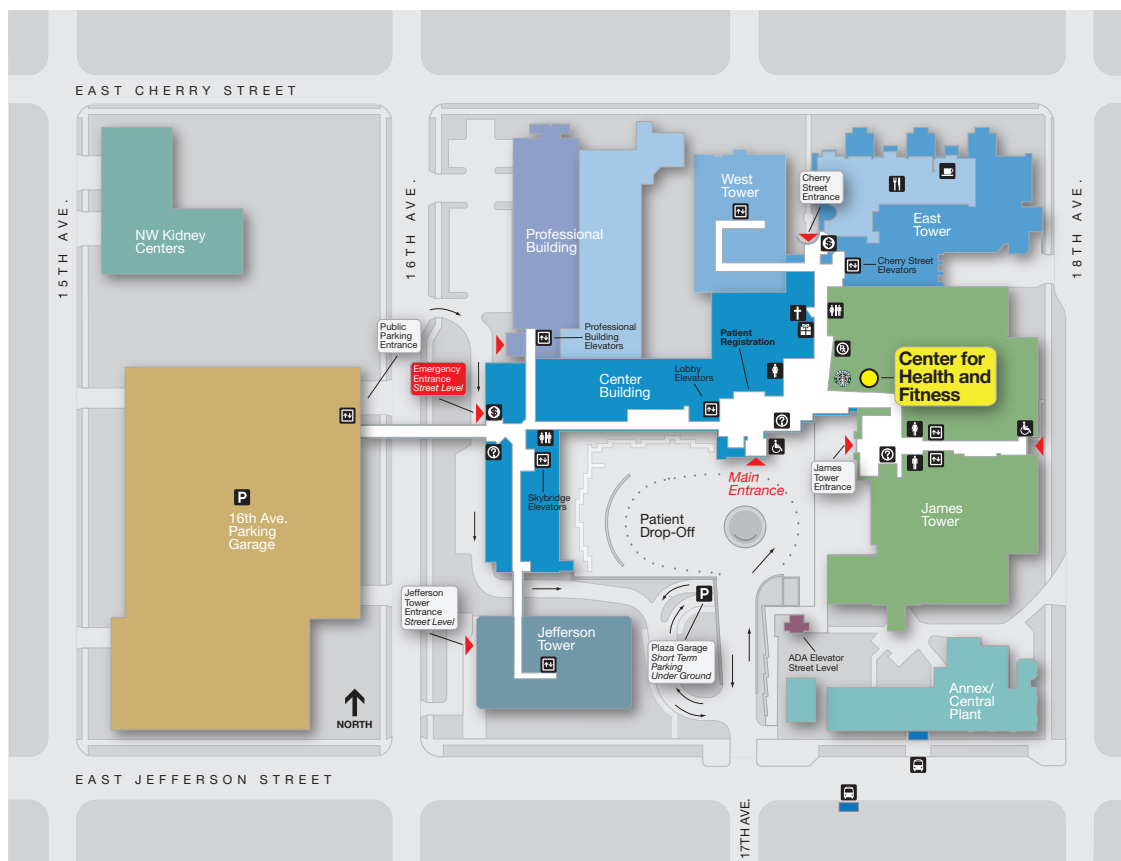 EAST CHERRY STREET
15TH AVE.
16TH AVE.
18TH AVE.
NW Kidney
Centers
Professional
Building
West
Tower
Cherry
Street
Entrance
East
Tower
$
Cherry Street
Elevators
Public
Parking
Entrance
Professional
Building
Elevators
Patient
Registration
Emergency
Entrance
Street Level
Center
Building
Lobby
Elevators
Center for
Health and
Fitness
$
?
?
?
Skybridge
Elevators
Main
Entrance
James
Tower
Entrance
P
16th Ave.
Parking
Garage
Patient
Drop-Off
James
Tower
Jefferson
Tower
Entrance
Street Level
Jefferson
Tower
P
Plaza Garage
Short Term
Parking
Under Ground
ADA Elevator
Street Level
Annex/
Central
Plant
NORTH
EAST JEFFERSON STREET
17TH AVE.